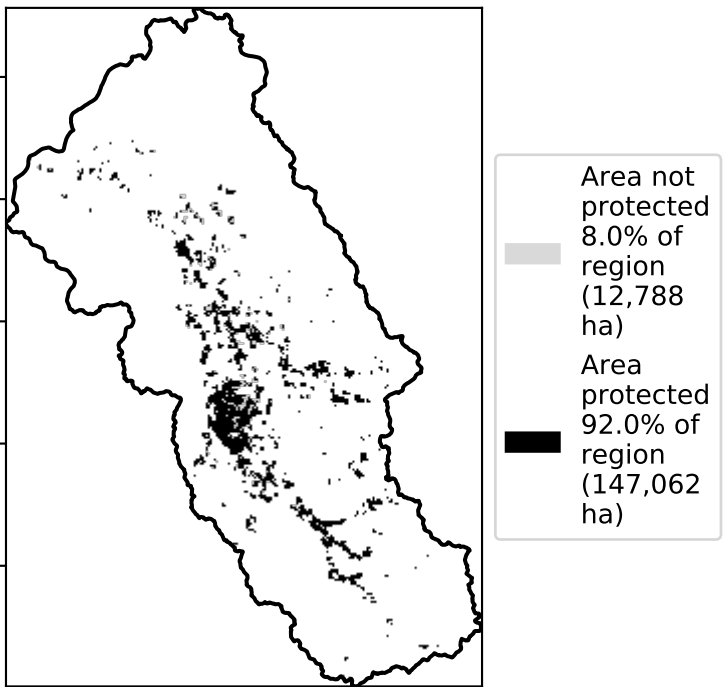 Area not
protected
8.0% of
region
(12,788
ha)
Area
protected
92.0% of
region
(147,062
ha)